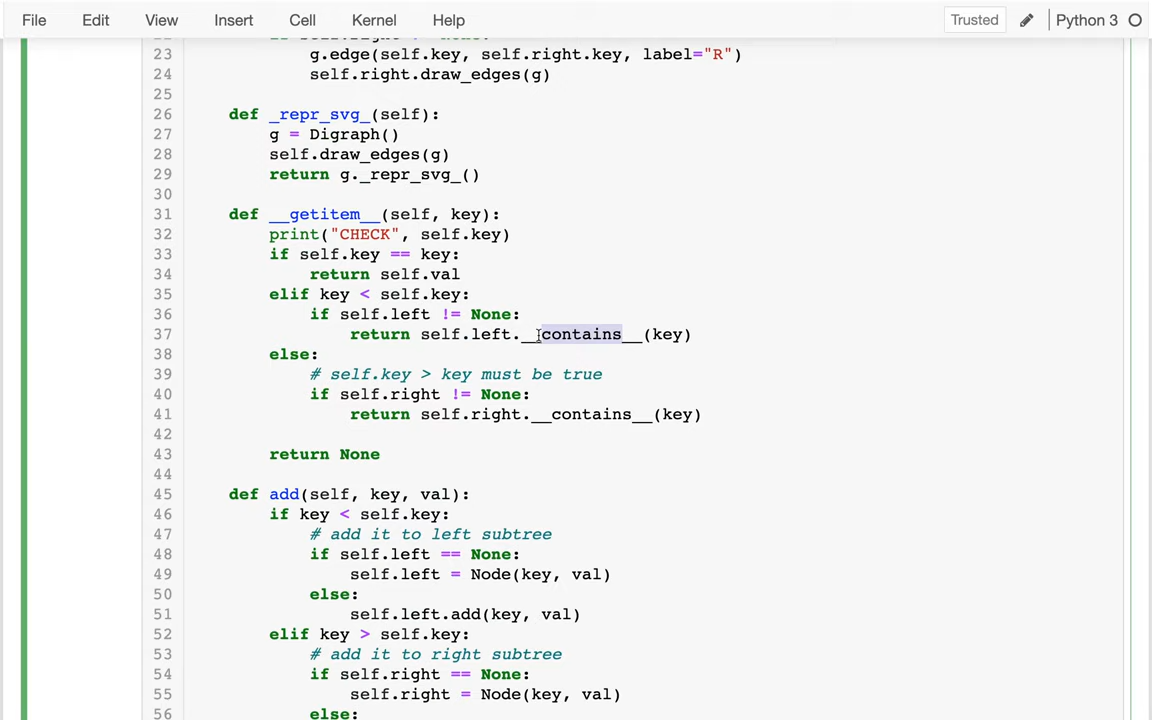 File Edit View Insert Cell Kernel Help Trusted Python 3
23 g.edge(self.key, self.right.key, label="R")
24 self.right.draw_edges(g)
25
26 def _repr_svg_(self):
27 g = Digraph()
28 self.draw_edges(g)
29 return g._repr_svg_()
30
31 def __getitem__(self, key):
32 print("CHECK", self.key)
33 if self.key == key:
34 return self.val
35 elif key < self.key:
36 if self.left != None:
37 return self.left.__contains__(key)
38 else:
39 # self.key > key must be true
40 if self.right != None:
41 return self.right.__contains__(key)
42
43 return None
44
45 def add(self, key, val):
46 if key < self.key:
47 # add it to left subtree
48 if self.left == None:
49 self.left = Node(key, val)
50 else:
51 self.left.add(key, val)
52 elif key > self.key:
53 # add it to right subtree
54 if self.right == None:
55 self.right = Node(key, val)
56 else: